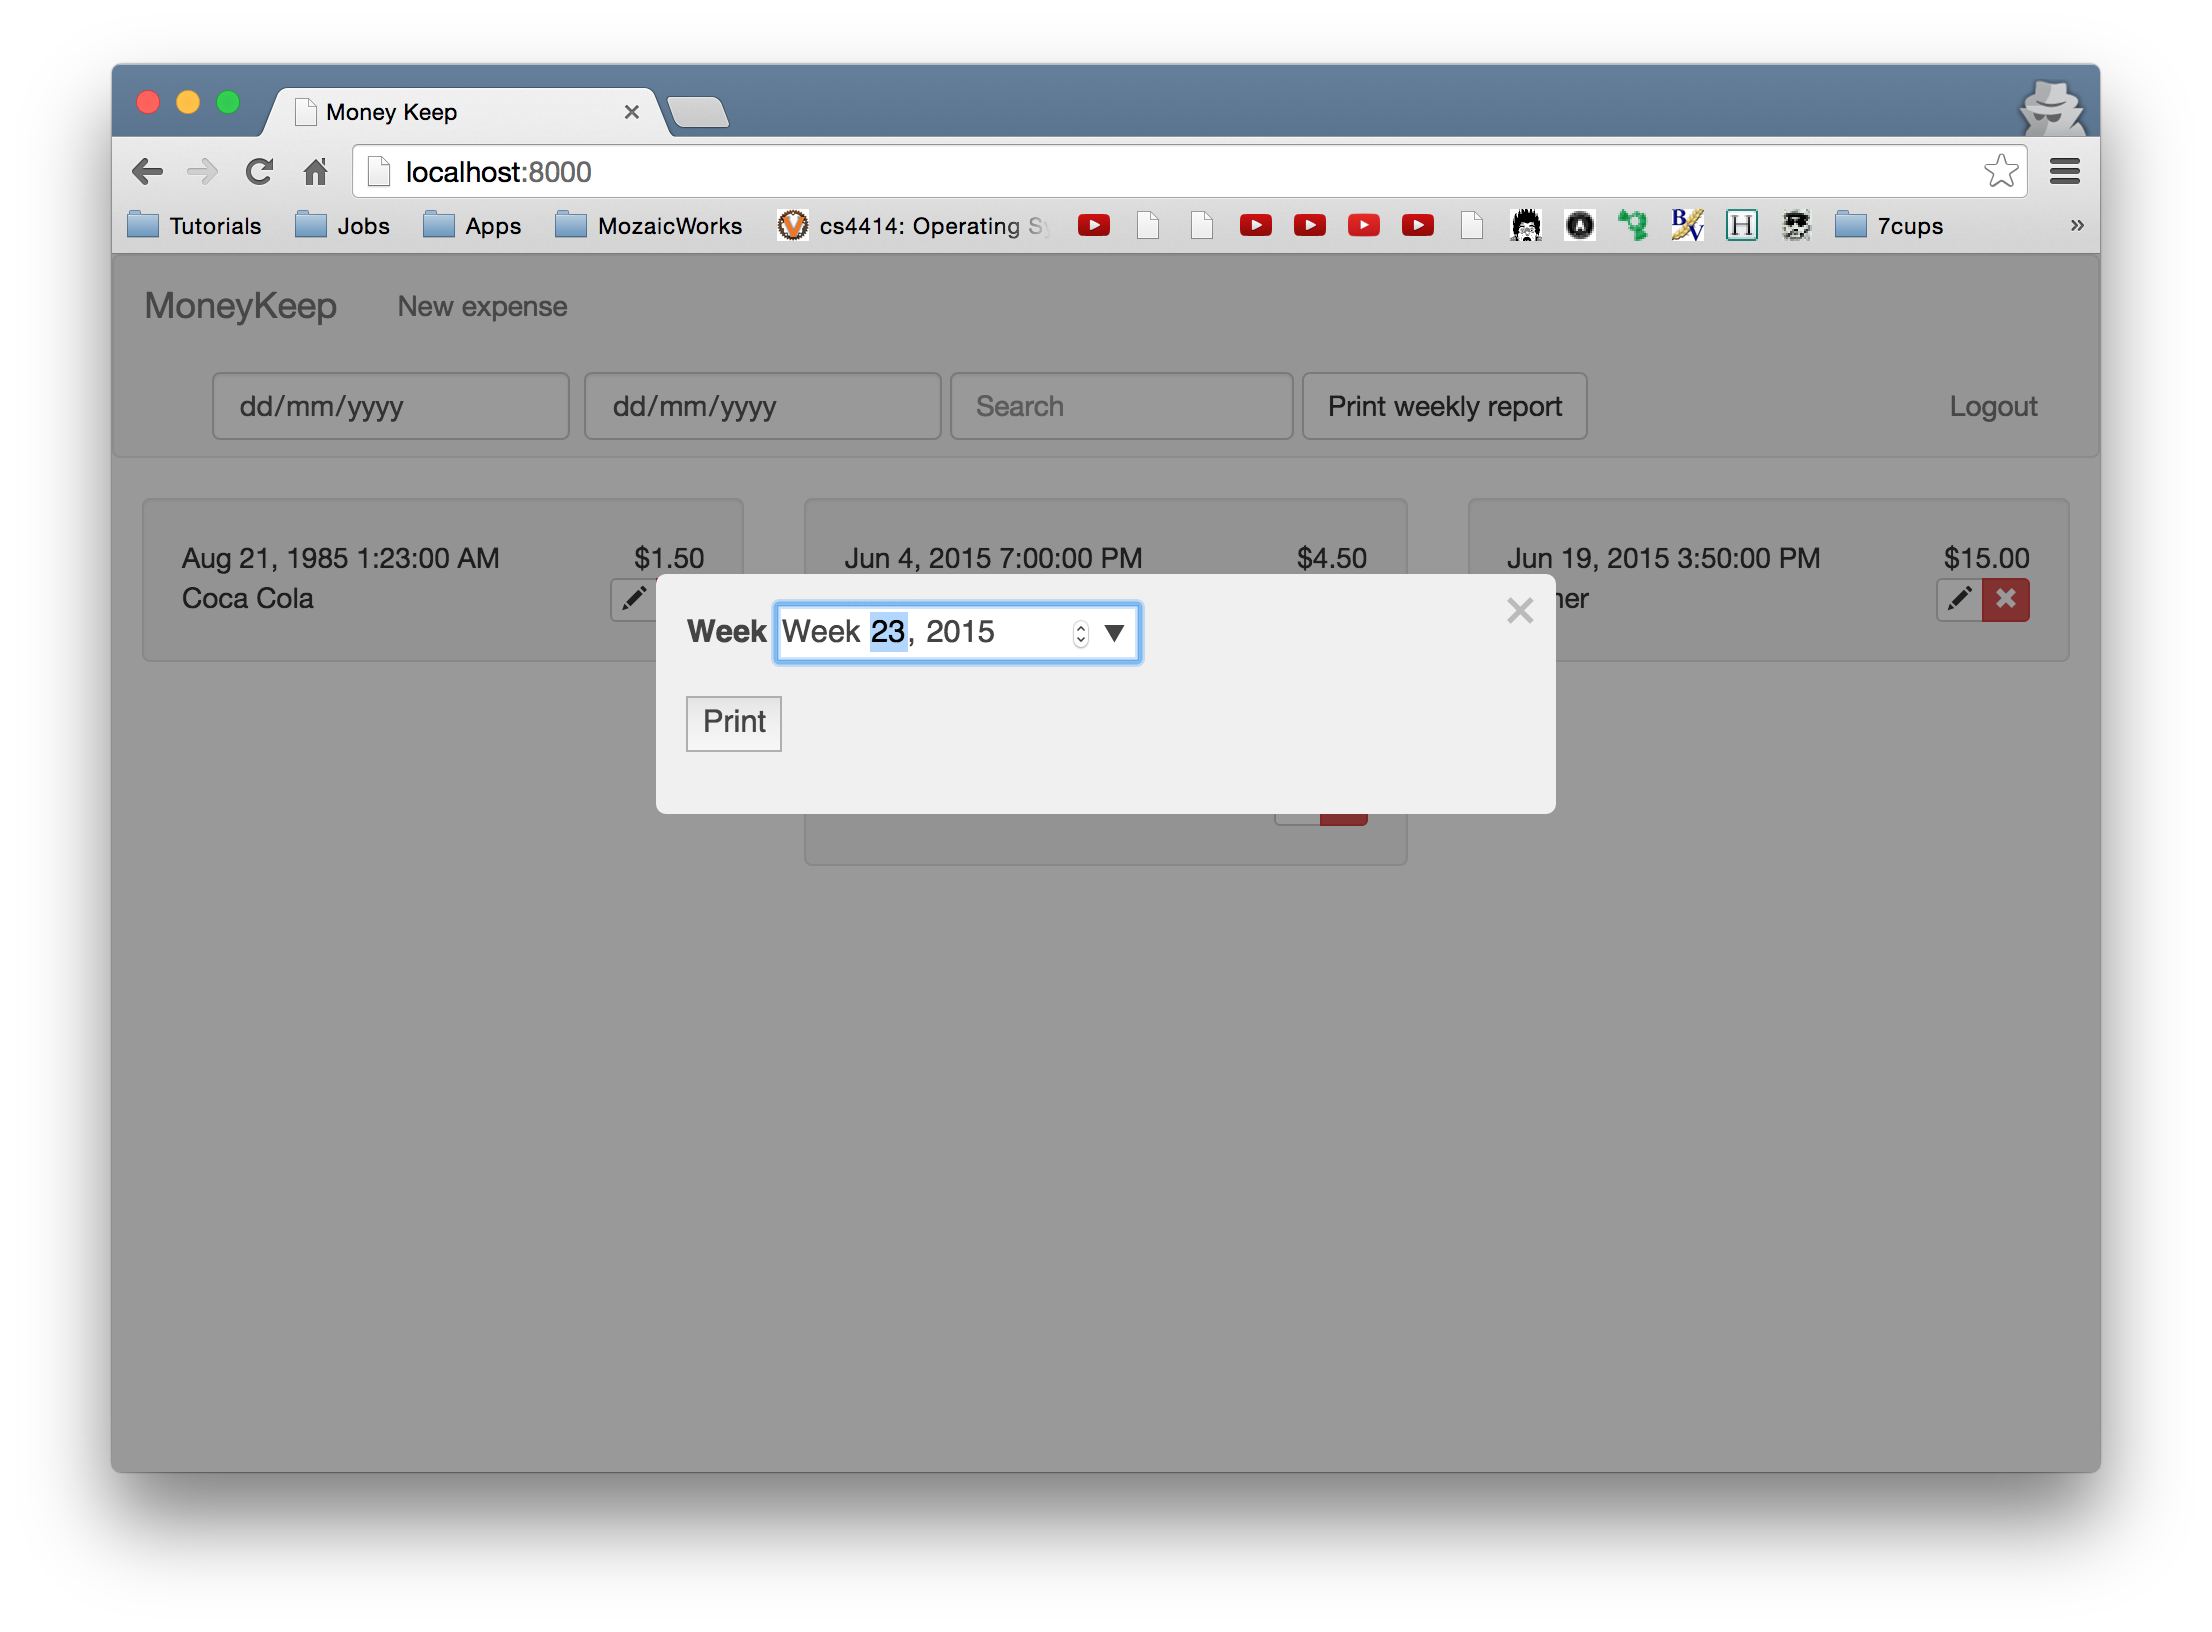 Money Keep
localhost:8000
Tutorials Jobs Apps MozaicWorks cs4414: Operating 7cups »
MoneyKeep New expense
dd/mm/yyyy dd/mm/yyyy Search Print weekly report Logout
Aug 21, 1985 1:23:00 AM $1.50 Jun 4, 2015 7:00:00 PM $4.50 Jun 19, 2015 3:50:00 PM $15.00
Coca Cola
Week Week 23, 2015
Print